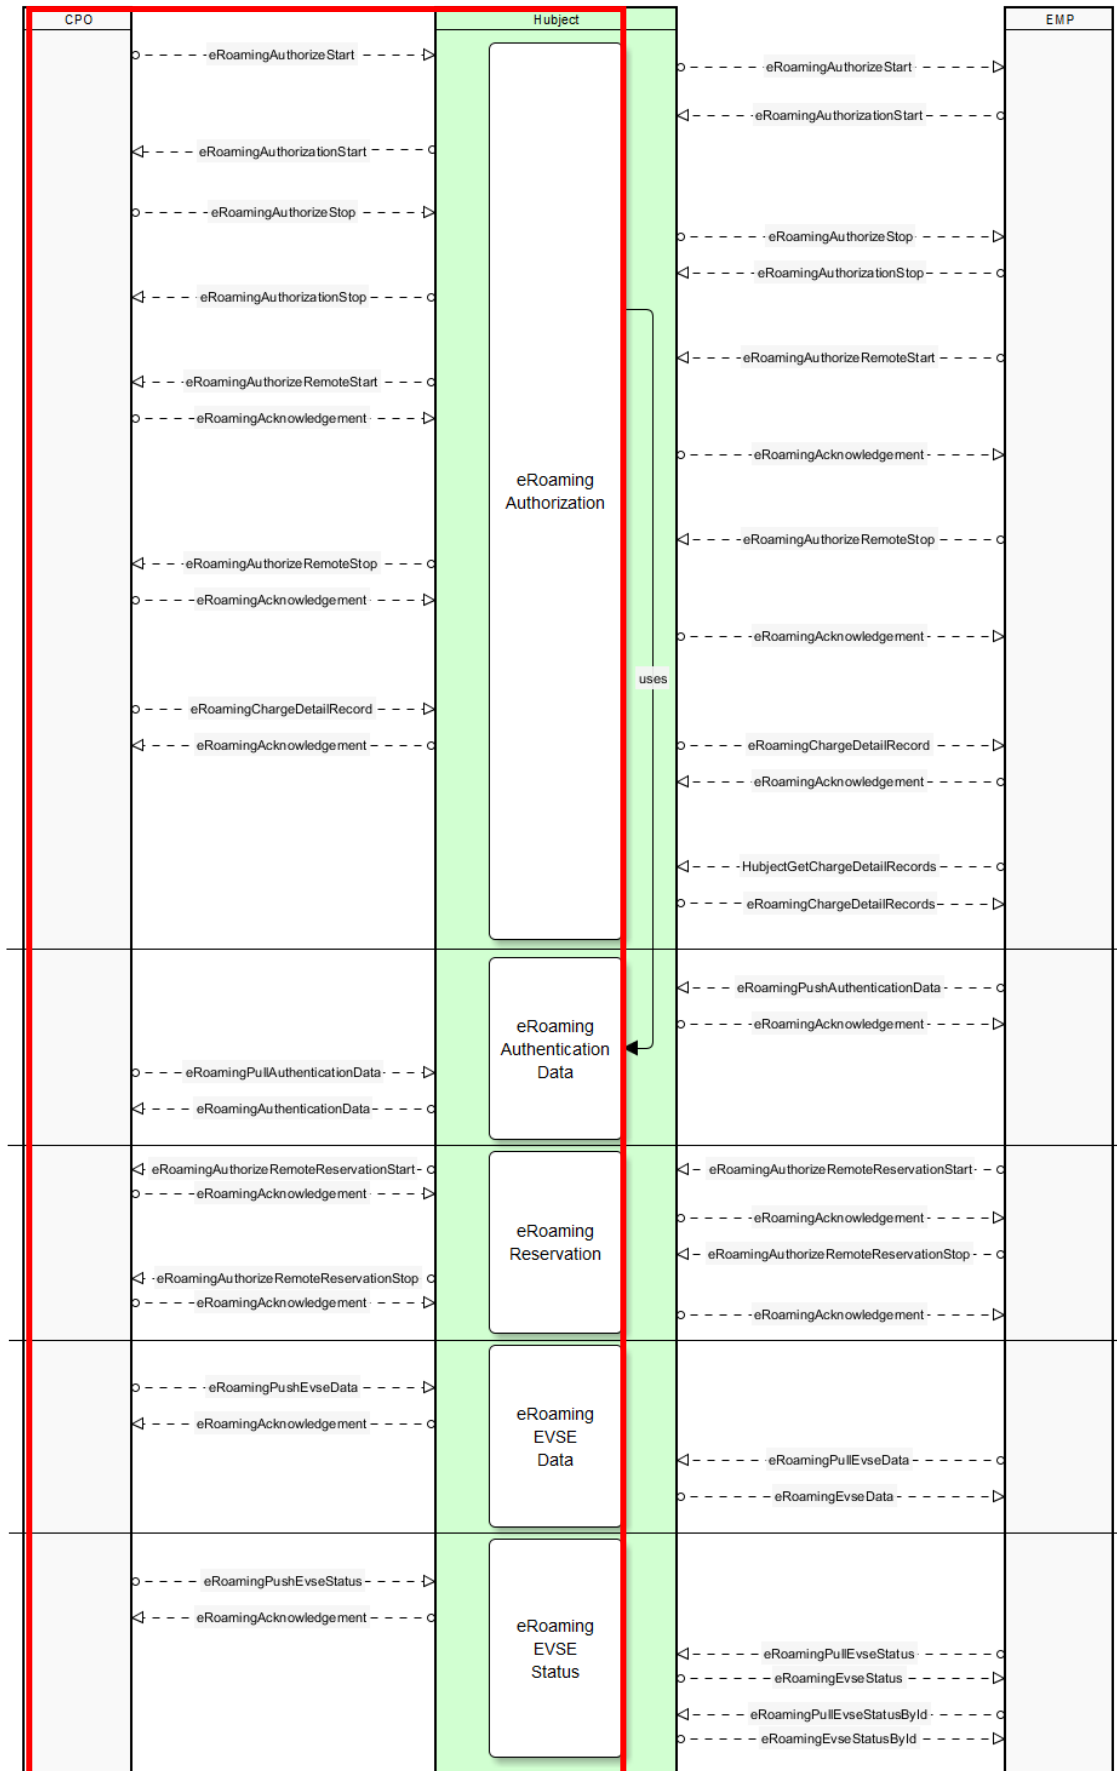 CPO
Hubject
EMP
eRoamingAuthorizeStart
eRoamingAuthorizeStart
eRoamingAuthorizationStart
eRoamingAuthorizationStart
eRoamingAuthorizeStop
eRoamingAuthorizeStop
eRoamingAuthorizationStop
eRoamingAuthorizationStop
eRoamingAuthorizeRemoteStart
eRoamingAuthorizeRemoteStart
eRoamingAcknowledgement
eRoamingAcknowledgement
eRoaming
Authorization
eRoamingAuthorizeRemoteStop
eRoamingAuthorizeRemoteStop
eRoamingAcknowledgement
eRoamingAcknowledgement
uses
eRoamingChargeDetailRecord
eRoamingAcknowledgement
eRoamingChargeDetailRecord
eRoamingAcknowledgement
HubjectGetChargeDetailRecords
eRoamingChargeDetailRecords
eRoamingPushAuthenticationData
eRoamingAcknowledgement
eRoaming
Authentication
Data
eRoamingPullAuthenticationData
eRoamingAuthenticationData
eRoamingAuthorizeRemoteReservationStart
eRoamingAuthorizeRemoteReservationStart
eRoamingAcknowledgement
eRoamingAcknowledgement
eRoaming
Reservation
eRoamingAuthorizeRemoteReservationStop
eRoamingAuthorizeRemoteReservationStop
eRoamingAcknowledgement
eRoamingAcknowledgement
eRoamingPushEvseData
eRoamingAcknowledgement
eRoaming
EVSE
Data
eRoamingPullEvseData
eRoamingEvseData
eRoamingPushEvseStatus
eRoamingAcknowledgement
eRoaming
EVSE
Status
eRoamingPullEvseStatus
eRoamingEvseStatus
eRoamingPullEvseStatusById
eRoamingEvseStatusById